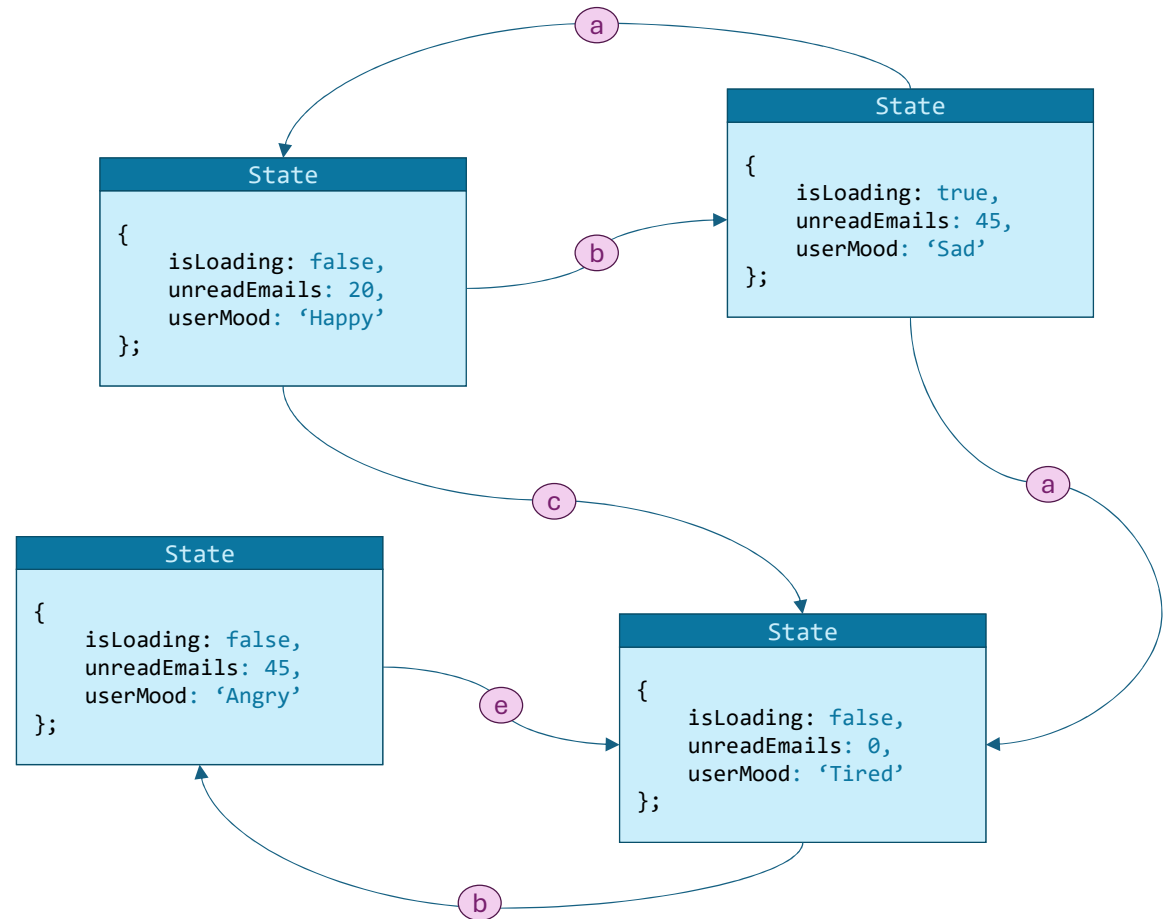 a
State
{
isLoading: true,
unreadEmails: 45,
userMood: ‘Sad’
};
State
{
isLoading: false,
unreadEmails: 20,
userMood: ‘Happy’
};
b
a
c
State
{
isLoading: false,
unreadEmails: 45,
userMood: ‘Angry’
};
e
State
{
isLoading: false,
unreadEmails: 0,
userMood: ‘Tired’
};
b